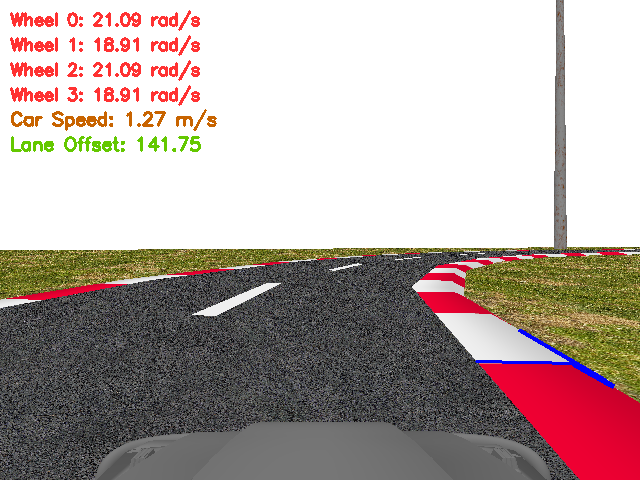 Wheel 0: 21.09 rad/s
Wheel 1: 18.91 rad/s
Wheel 2: 21.09 rad/s
Wheel 3: 18.91 rad/s
Car Speed: 1.27 m/s
Lane Offset: 141.75